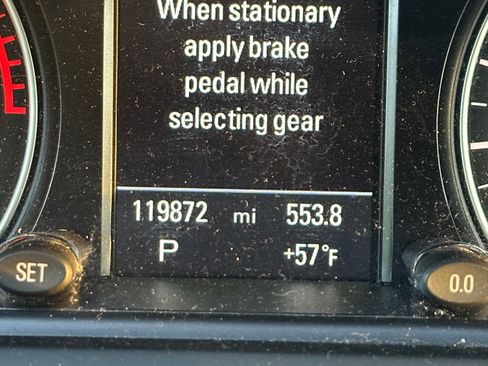 When stationary
apply brake
pedal while
selecting gear
119872 mi 553.8
P +57°F
SET 0.0